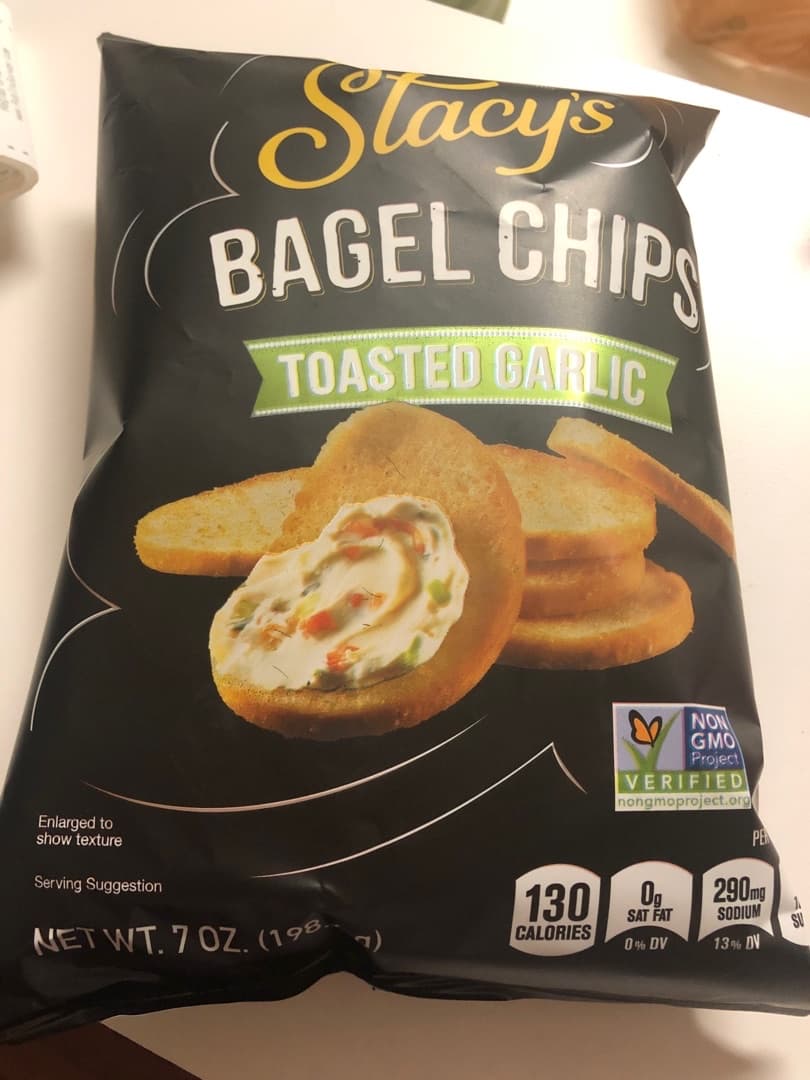 Stacy's
BAGEL CHIPS
TOASTED GARLIC
NON
GMO
Project
VERIFIED
nongmoproject.org
Enlarged to
show texture
Serving Suggestion
NET WT. 7 OZ. (198. g)
130
CALORIES
0g
SAT FAT
0% DV
290mg
SODIUM
13% DV